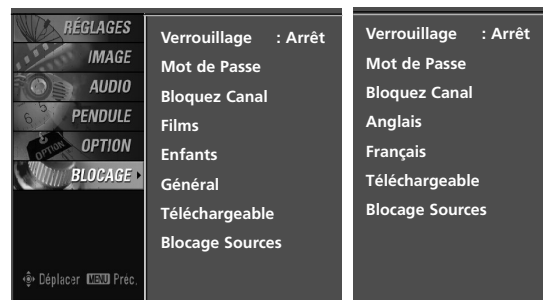 RÉGLAGES
IMAGE
AUDIO
PENDULE
OPTION
BLOCAGE
Déplacer MENU Préc.
Verrouillage : Arrêt
Mot de Passe
Bloquez Canal
Films
Enfants
Général
Téléchargeable
Blocage Sources
Verrouillage : Arrêt
Mot de Passe
Bloquez Canal
Anglais
Français
Téléchargeable
Blocage Sources